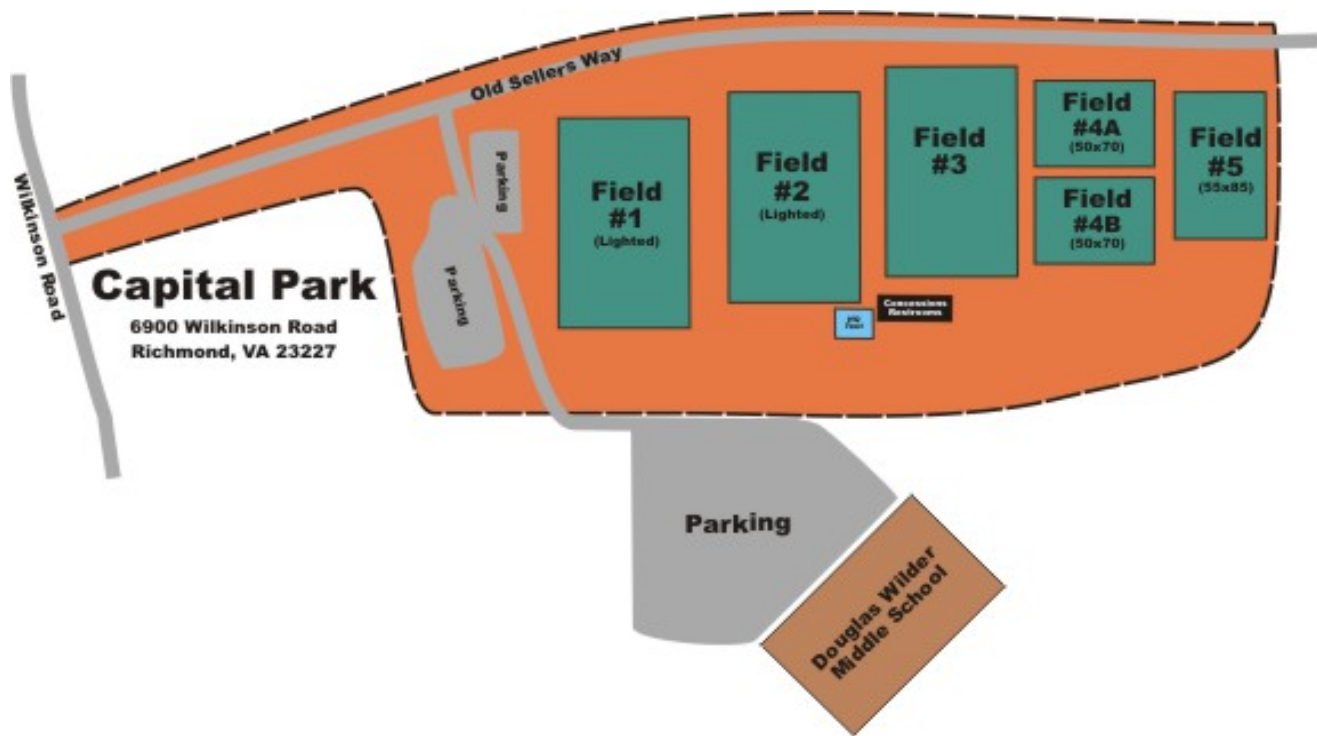 Old Sellers Way
Wilkinson Road
Capital Park
6900 Wilkinson Road
Richmond, VA 23227
Parking
Parking
Field
#1
(Lighted)
Field
#2
(Lighted)
Field
#3
Field
#4A
(50x70)
Field
#4B
(50x70)
Field
#5
(55x85)
Concessions
Restrooms
HQ
Tent
Parking
Douglas Wilder
Middle School